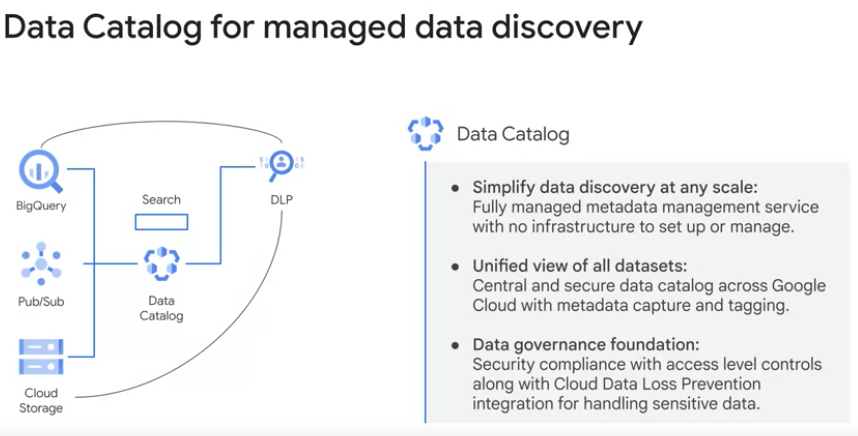 Data Catalog for managed data discovery
BigQuery
Search
DLP
Pub/Sub
Data
Catalog
Cloud
Storage
Data Catalog
● Simplify data discovery at any scale:
Fully managed metadata management service
with no infrastructure to set up or manage.
● Unified view of all datasets:
Central and secure data catalog across Google
Cloud with metadata capture and tagging.
● Data governance foundation:
Security compliance with access level controls
along with Cloud Data Loss Prevention
integration for handling sensitive data.